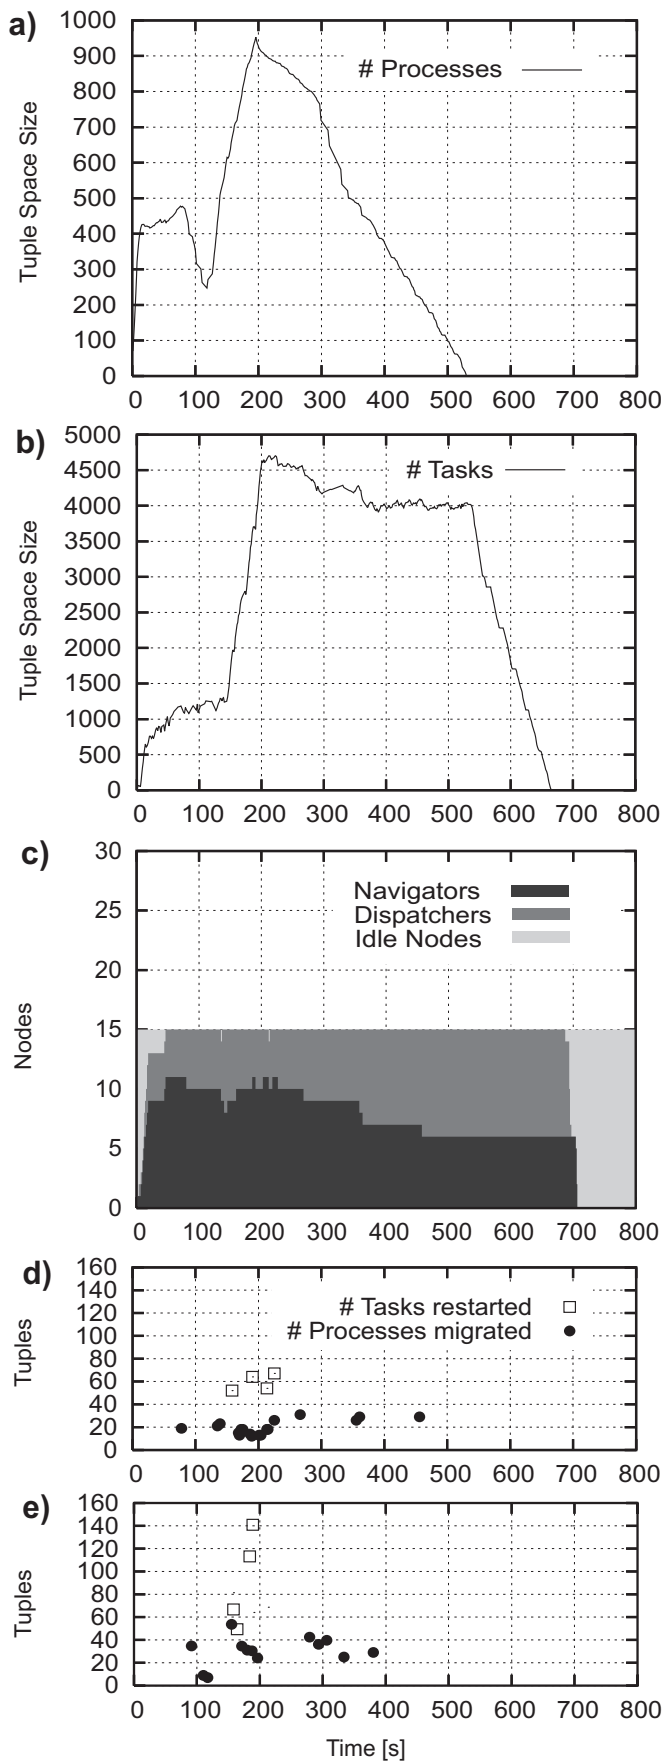 a)
1000
900
800
700
600
500
400
300
200
100
0
Tuple Space Size
# Processes
0 100 200 300 400 500 600 700 800
b)
5000
4500
4000
3500
3000
2500
2000
1500
1000
500
0
Tuple Space Size
# Tasks
0 100 200 300 400 500 600 700 800
c)
30
25
20
15
10
5
0
Nodes
Navigators
Dispatchers
Idle Nodes
0 100 200 300 400 500 600 700 800
d)
160
140
120
100
80
60
40
20
0
Tuples
# Tasks restarted
# Processes migrated
0 100 200 300 400 500 600 700 800
e)
160
140
120
100
80
60
40
20
0
Tuples
0 100 200 300 400 500 600 700 800
Time [s]